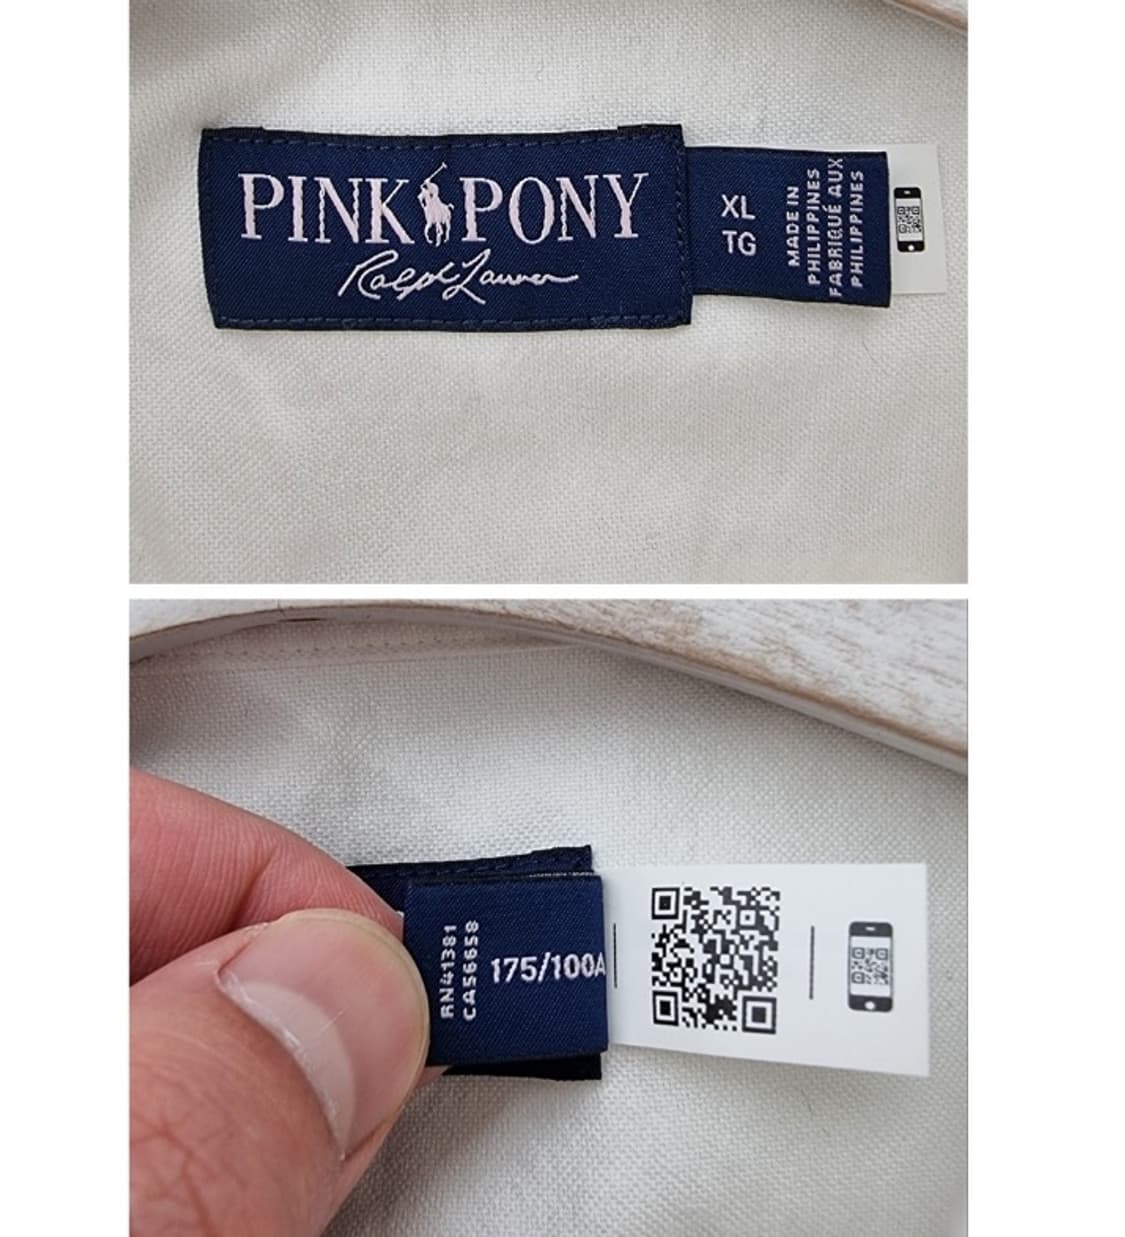 PINK PONY
Ralph Lauren
XL
TG
MADE IN
PHILIPPINES
FABRIQUÉ AUX
PHILIPPINES
RN41381
CA56658
175/100A